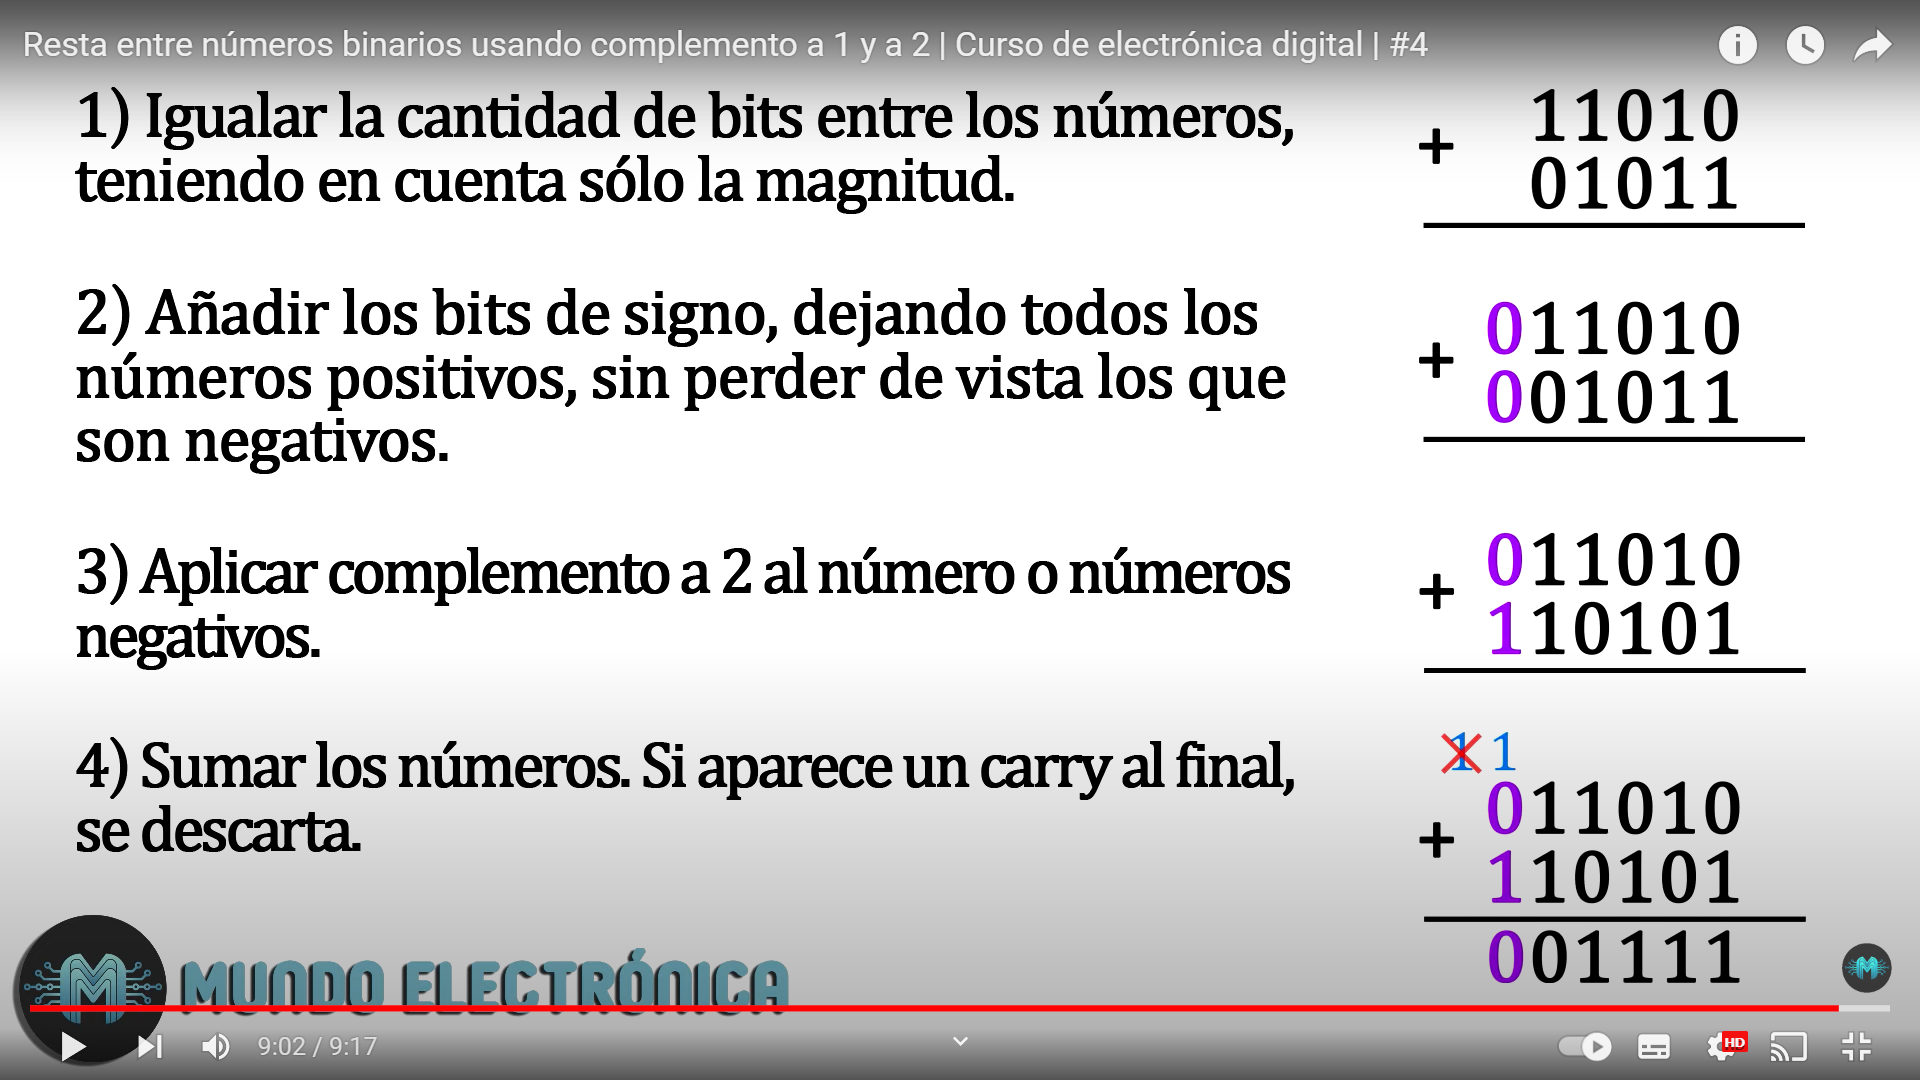 Resta entre números binarios usando complemento a 1 y a 2 | Curso de electrónica digital | #4
1) Igualar la cantidad de bits entre los números,
teniendo en cuenta sólo la magnitud.
11010
+
01011
2) Añadir los bits de signo, dejando todos los
números positivos, sin perder de vista los que
son negativos.
011010
+
001011
3) Aplicar complemento a 2 al número o números
negativos.
011010
+
110101
4) Sumar los números. Si aparece un carry al final,
se descarta.
1 1
011010
+
110101
001111
MUNDO ELECTRÓNICA
9:02 / 9:17
HD